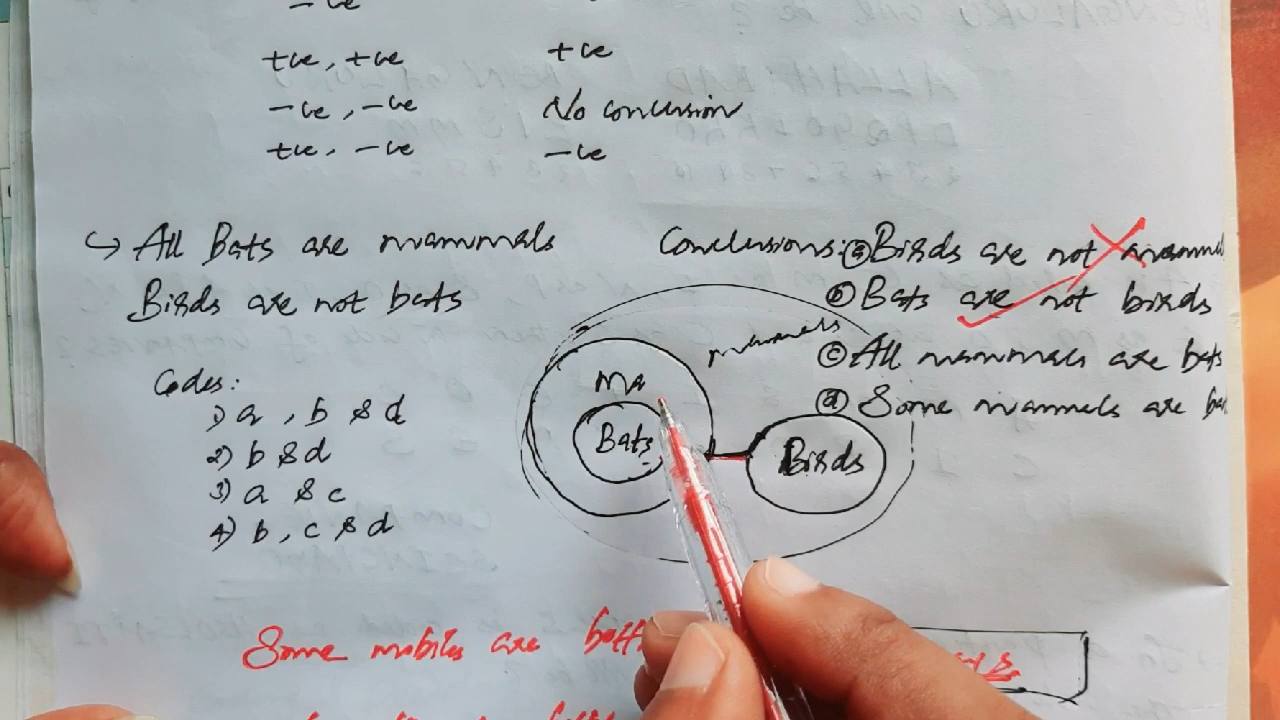 -ve
+ve, +ve +ve
-ve, -ve No conclusion
+ve, -ve -ve
↳ All Bats are mammals
Birds are not bats
Codes:
1) a, b & d
2) b & d
3) a & c
4) b, c & d
Conclusions: ⓐ Birds are not
ⓑ Bats are not birds
ⓒ All mammals are bats
ⓓ Some mammals are
mammals
Ma
Bats
Birds
Some mobiles are